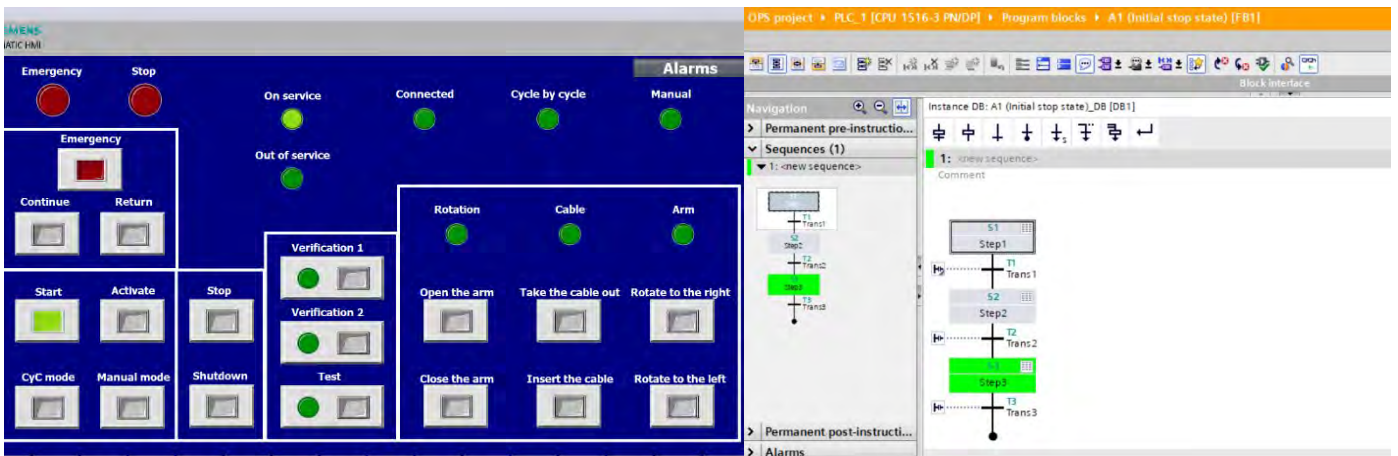 MATIC HMI
Alarms
Emergency
Stop
On service
Connected
Cycle by cycle
Manual
Out of service
Emergency
Continue
Return
Rotation
Cable
Arm
Verification 1
Start
Activate
Stop
Open the arm
Take the cable out
Rotate to the right
Verification 2
CyC mode
Manual mode
Shutdown
Test
Close the arm
Insert the cable
Rotate to the left
OPS project
PLC_1 [CPU 1516-3 PN/DP]
Program blocks
A1 (Initial stop state) [FB1]
Block interface
Navigation
Permanent pre-instructio...
Sequences (1)
1: <new sequence>
T1
Trans1
S2
Step2
T2
Trans2
Step3
T3
Trans3
Permanent post-instructi...
Alarms
Instance DB: A1 (Initial stop state)_DB [DB1]
1: <new sequence>
Comment
S1
Step1
T1
Trans1
S2
Step2
T2
Trans2
S3
Step3
T3
Trans3